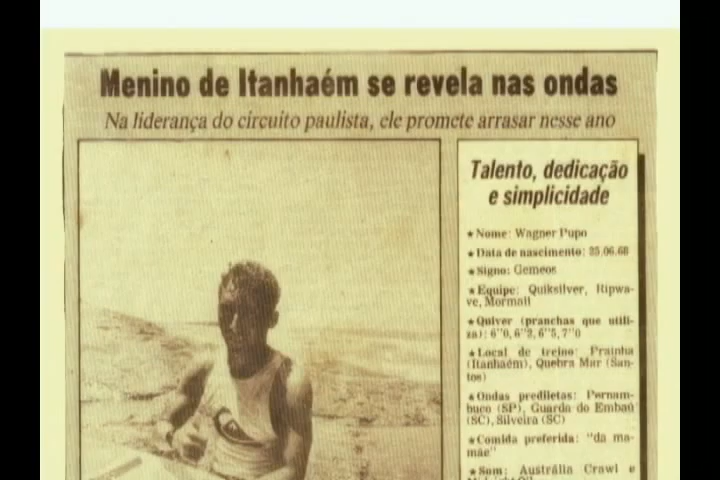 Menino de Itanhaém se revela nas ondas
Na liderança do circuito paulista, ele promete arrasar nesse ano
Talento, dedicação
e simplicidade
★ Nome: Wagner Pupo
★ Data de nascimento: 25.06.68
★ Signo: Gemeos
★ Equipe: Quiksilver, Ripwa-
ve, Mormaii
★ Quiver (pranchas que utili-
za): 6"0, 6"2, 6"5, 7"0
★ Local de treino: Prainha
(Itanhaém), Quebra Mar (San-
tos)
★ Ondas prediletas: Pernam-
buco (SP), Guarda do Embaú
(SC), Silveira (SC)
★ Comida preferida: "da ma-
mãe"
★ Som: Austrália Crawl e